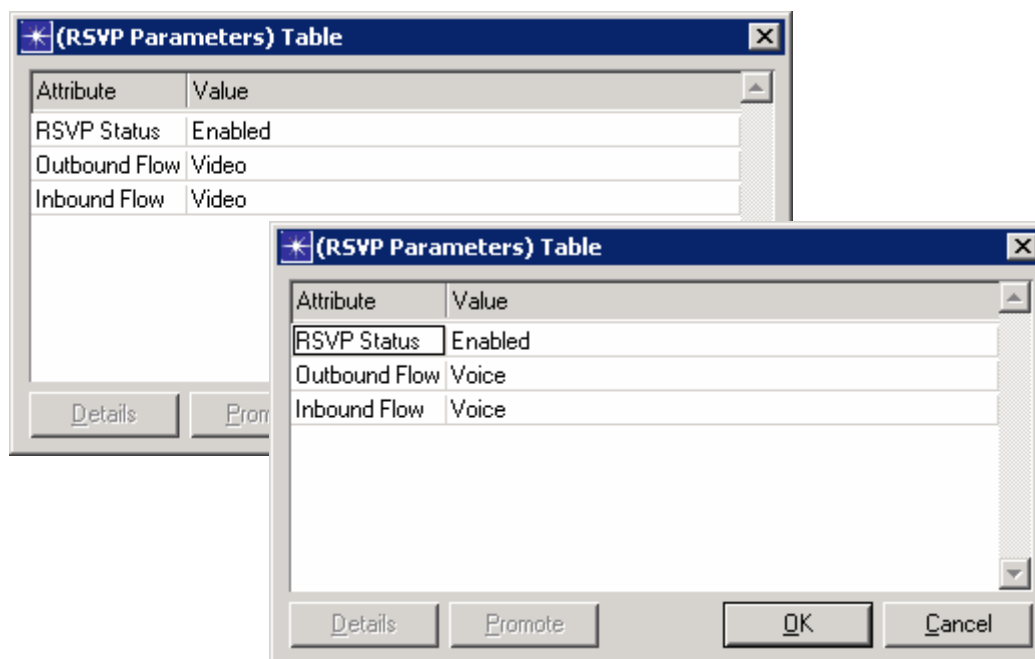 (RSVP Parameters) Table
Attribute Value
RSVP Status Enabled
Outbound Flow Video
Inbound Flow Video
Details
(RSVP Parameters) Table
Attribute Value
RSVP Status Enabled
Outbound Flow Voice
Inbound Flow Voice
Details Promote OK Cancel